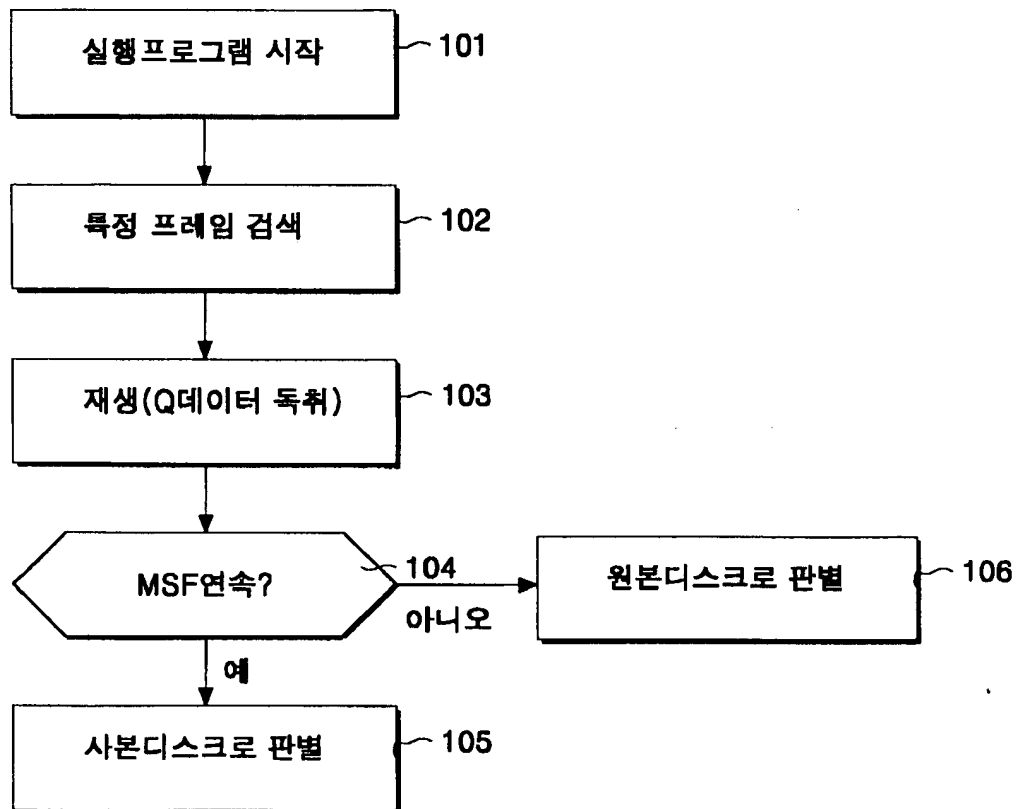 실행프로그램 시작
101
특정 프레임 검색
102
재생(Q데이터 독취)
103
MSF연속?
104
아니오
원본디스크로 판별
106
예
사본디스크로 판별
105